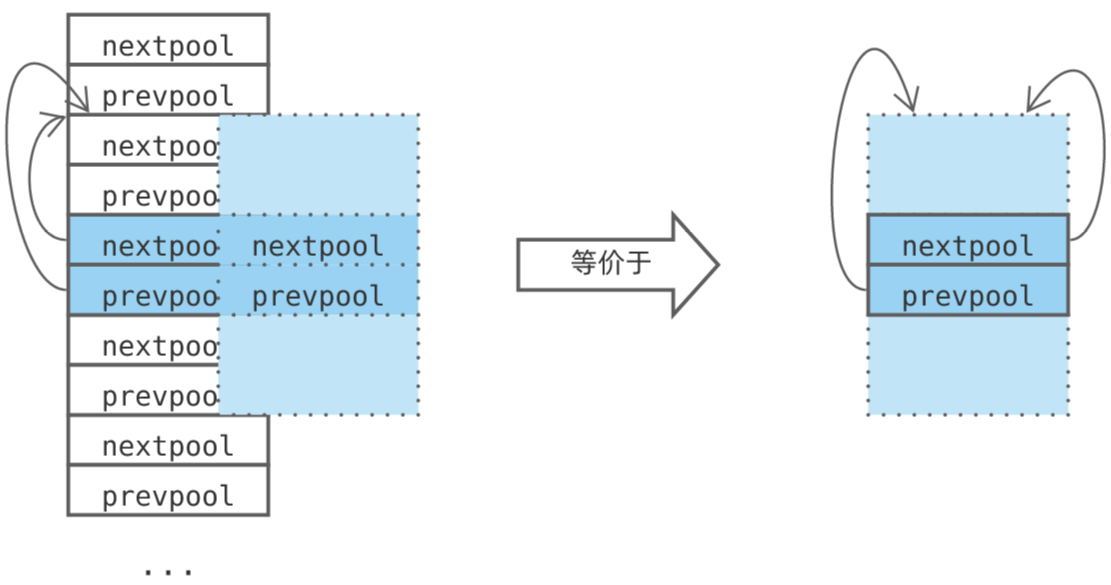 nextpool
prevpool
nextpoo
prevpoo
nextpoo nextpool
prevpoo prevpool
nextpoo
prevpoo
nextpool
prevpool
...
等价于
nextpool
prevpool